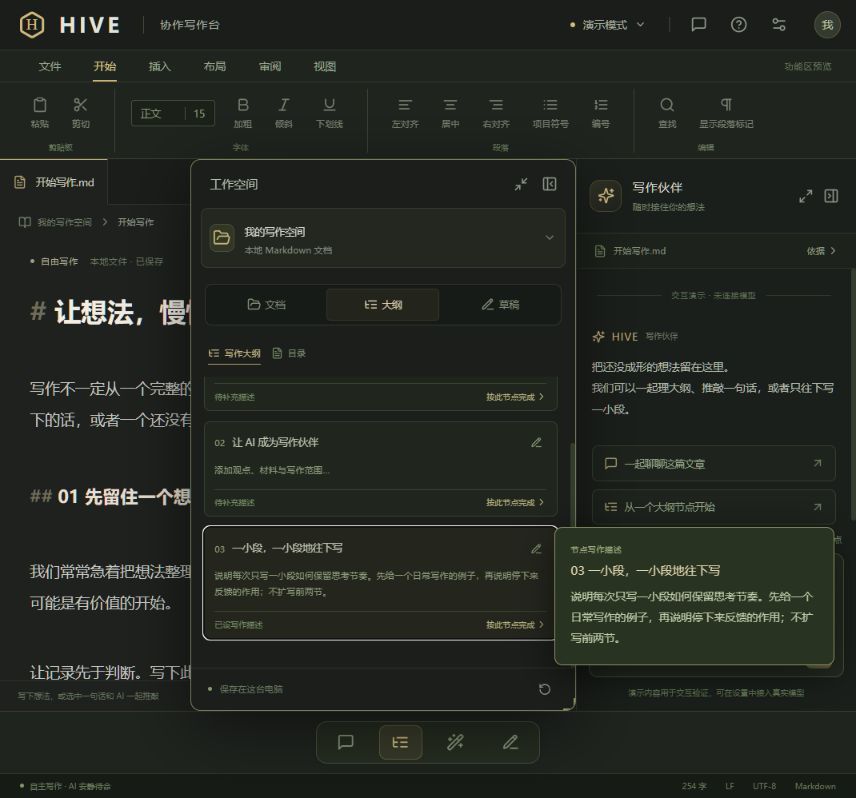 HIVE 协作写作台 演示模式 我
文件 开始 插入 布局 审阅 视图 功能区预览
粘贴 剪切 正文 15 加粗 倾斜 下划线 左对齐 居中 右对齐 项目符号 编号 查找 显示段落标记
剪贴板 字体 段落 编辑
开始写作.md
我的写作空间 > 开始写作
自由写作 本地文件 · 已保存
# 让想法，慢慢
写作不一定从一个完整的
下的话，或者一个还没有
## 01 先留住一个想
我们常常急着把想法整理
可能是有价值的开始。
让记录先于判断。写下此
写下想法，或选中一句话和 AI 一起推敲
工作空间
我的写作空间
本地 Markdown 文档
文档 大纲 草稿
写作大纲 目录
待补充描述 按此节点完成 >
02 让 AI 成为写作伙伴
添加观点、材料与写作范围...
待补充描述 按此节点完成 >
03 一小段，一小段地往下写
说明每次只写一小段如何保留思考节奏。先给一个日常写作的例子，再说明停下来
反馈的作用；不扩写前两节。
已设写作描述 按此节点完成 >
保存在这台电脑
写作伙伴
随时接住你的想法
开始写作.md 依据 >
交互演示 · 未连接模型
HIVE 写作伙伴
把还没成形的想法留在这里。
我们可以一起理大纲、推敲一句话，或者只往下写
一小段。
一起聊聊这篇文章
从一个大纲节点开始
点
节点写作描述
03 一小段，一小段地往下写
说明每次只写一小段如何保留思考节奏。先给一个
日常写作的例子，再说明停下来反馈的作用；不扩
写前两节。
演示内容用于交互验证，可在设置中接入真实模型
自主写作 · AI 安静待命 254 字 LF UTF-8 Markdown